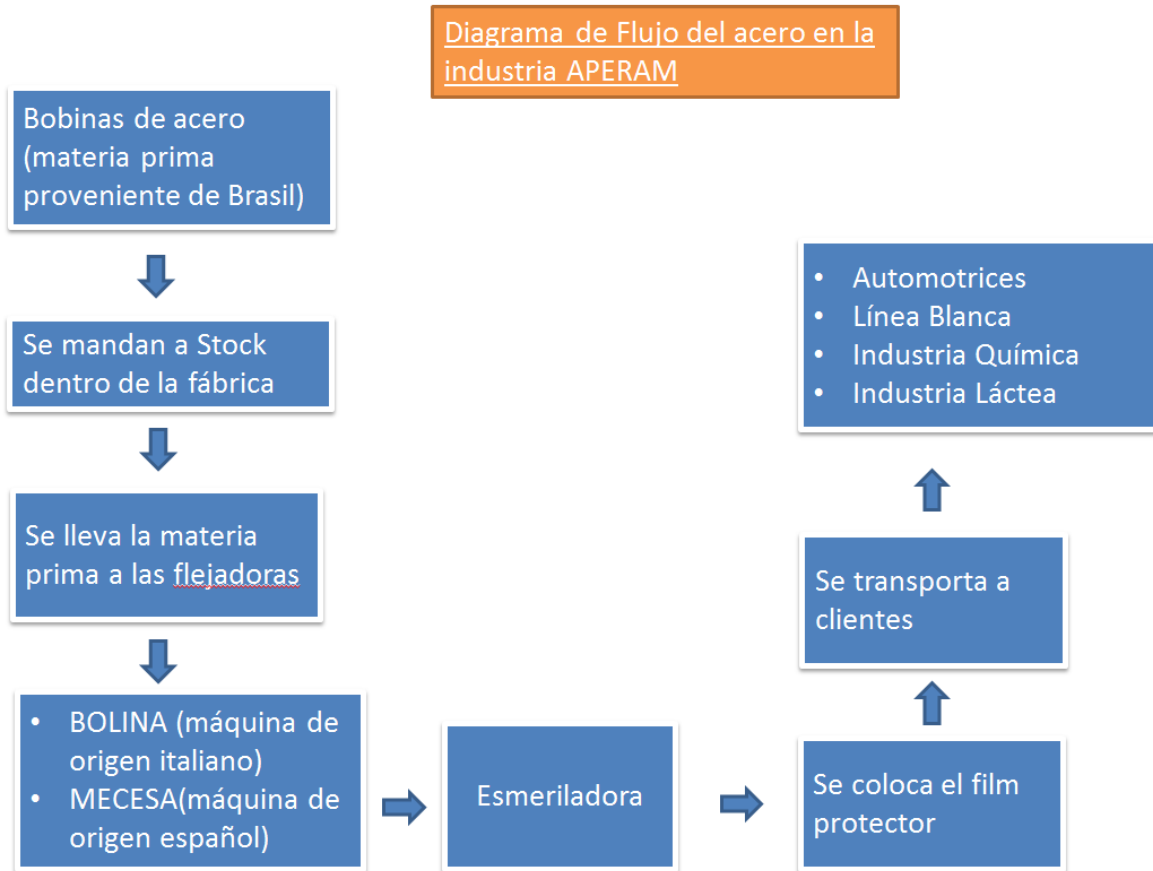 Diagrama de Flujo del acero en la
industria APERAM
Bobinas de acero
(materia prima
proveniente de Brasil)
Se mandan a Stock
dentro de la fábrica
Se lleva la materia
prima a las flejadoras
• BOLINA (máquina de
origen italiano)
• MECESA(máquina de
origen español)
Esmeriladora
Se coloca el film
protector
Se transporta a
clientes
• Automotrices
• Línea Blanca
• Industria Química
• Industria Láctea